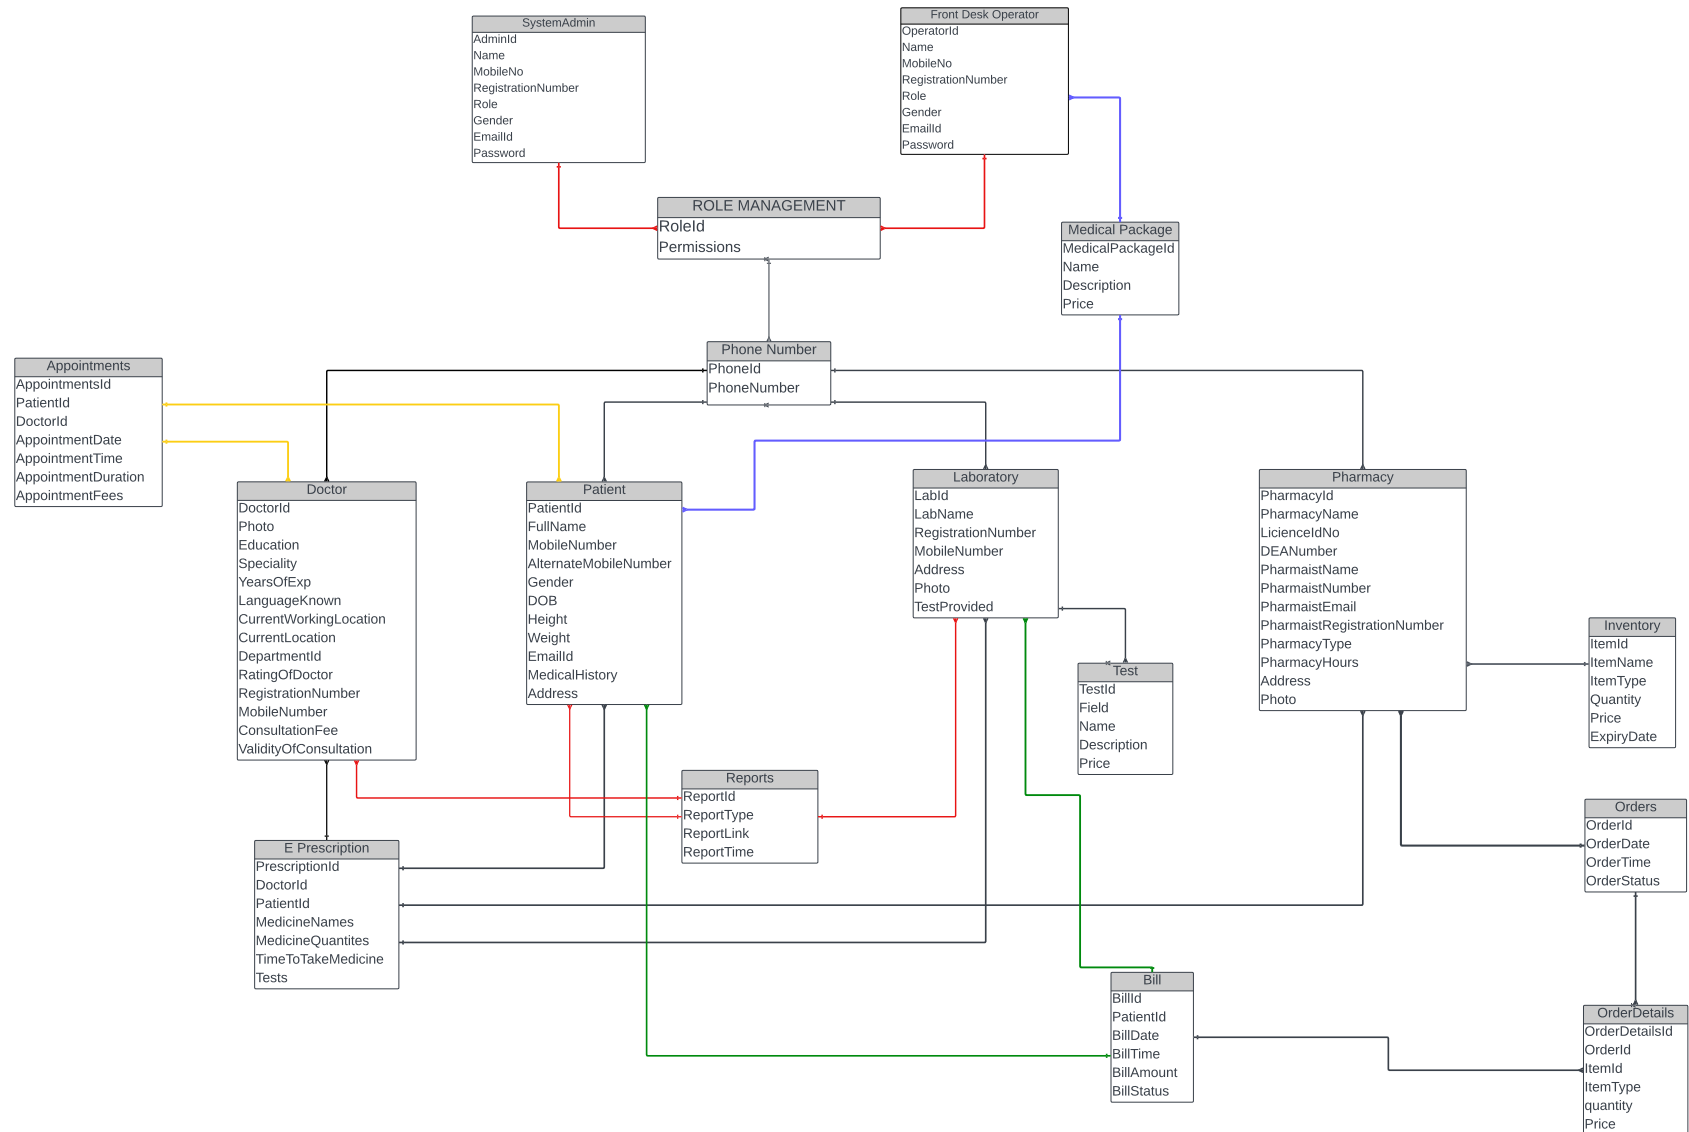 SystemAdmin
AdminId
Name
MobileNo
RegistrationNumber
Role
Gender
EmailId
Password
Front Desk Operator
OperatorId
Name
MobileNo
RegistrationNumber
Role
Gender
EmailId
Password
ROLE MANAGEMENT
RoleId
Permissions
Medical Package
MedicalPackageId
Name
Description
Price
Phone Number
PhoneId
PhoneNumber
Appointments
AppointmentsId
PatientId
DoctorId
AppointmentDate
AppointmentTime
AppointmentDuration
AppointmentFees
Doctor
DoctorId
Photo
Education
Speciality
YearsOfExp
LanguageKnown
CurrentWorkingLocation
CurrentLocation
DepartmentId
RatingOfDoctor
RegistrationNumber
MobileNumber
ConsultationFee
ValidityOfConsultation
Patient
PatientId
FullName
MobileNumber
AlternateMobileNumber
Gender
DOB
Height
Weight
EmailId
MedicalHistory
Address
Laboratory
LabId
LabName
RegistrationNumber
MobileNumber
Address
Photo
TestProvided
Pharmacy
PharmacyId
PharmacyName
LicienceIdNo
DEANumber
PharmaistName
PharmaistNumber
PharmaistEmail
PharmaistRegistrationNumber
PharmacyType
PharmacyHours
Address
Photo
Inventory
ItemId
ItemName
ItemType
Quantity
Price
ExpiryDate
Test
TestId
Field
Name
Description
Price
Reports
ReportId
ReportType
ReportLink
ReportTime
E Prescription
PrescriptionId
DoctorId
PatientId
MedicineNames
MedicineQuantites
TimeToTakeMedicine
Tests
Orders
OrderId
OrderDate
OrderTime
OrderStatus
Bill
BillId
PatientId
BillDate
BillTime
BillAmount
BillStatus
OrderDetails
OrderDetailsId
OrderId
ItemId
ItemType
quantity
Price